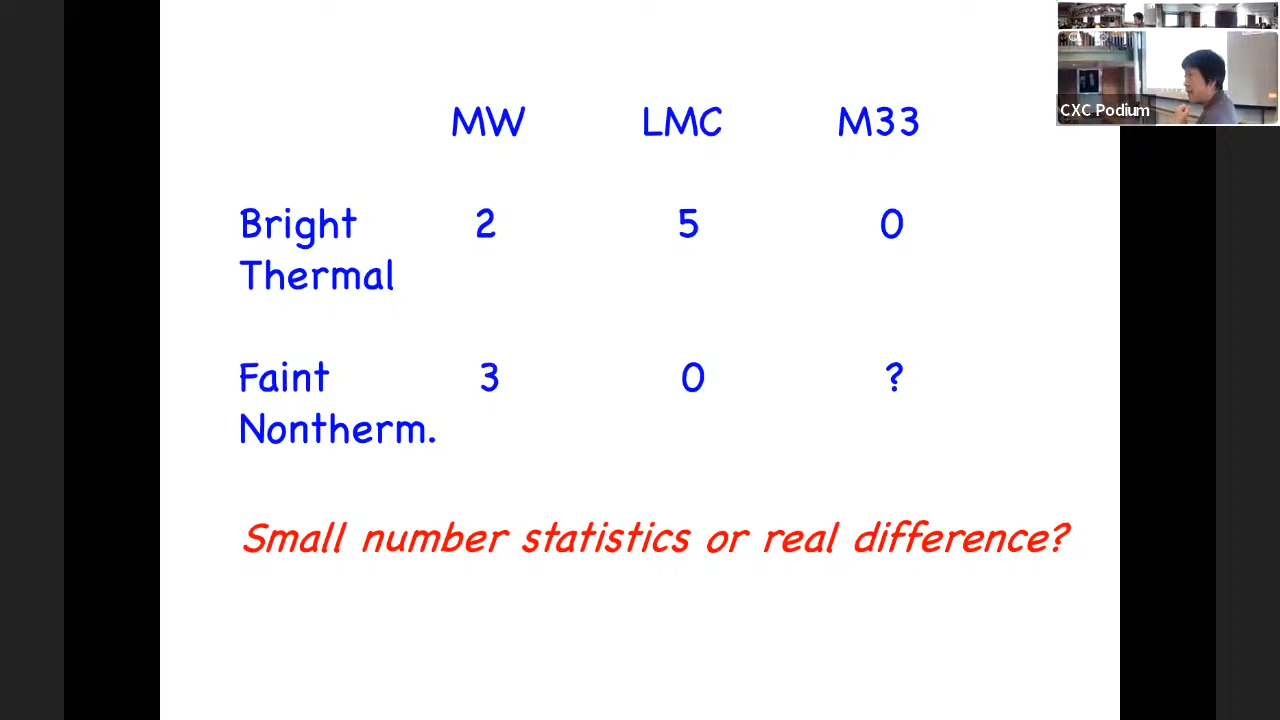 MW LMC M33
Bright 2 5 0
Thermal
Faint 3 0 ?
Nontherm.
Small number statistics or real difference?
CXC Podium